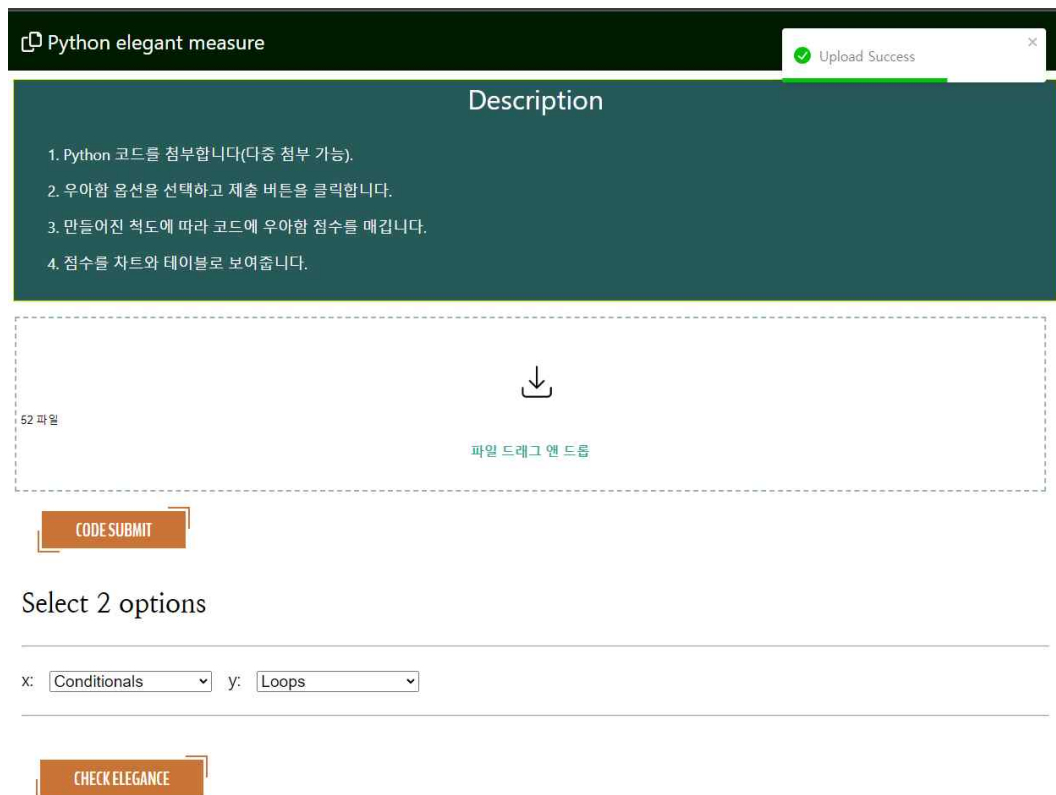 Python elegant measure
Upload Success
Description
1. Python 코드를 첨부합니다(다중 첨부 가능).
2. 우아함 옵션을 선택하고 제출 버튼을 클릭합니다.
3. 만들어진 척도에 따라 코드에 우아함 점수를 매깁니다.
4. 점수를 차트와 테이블로 보여줍니다.
52 파일
파일 드래그 앤 드롭
CODE SUBMIT
Select 2 options
x: Conditionals y: Loops
CHECK ELEGANCE